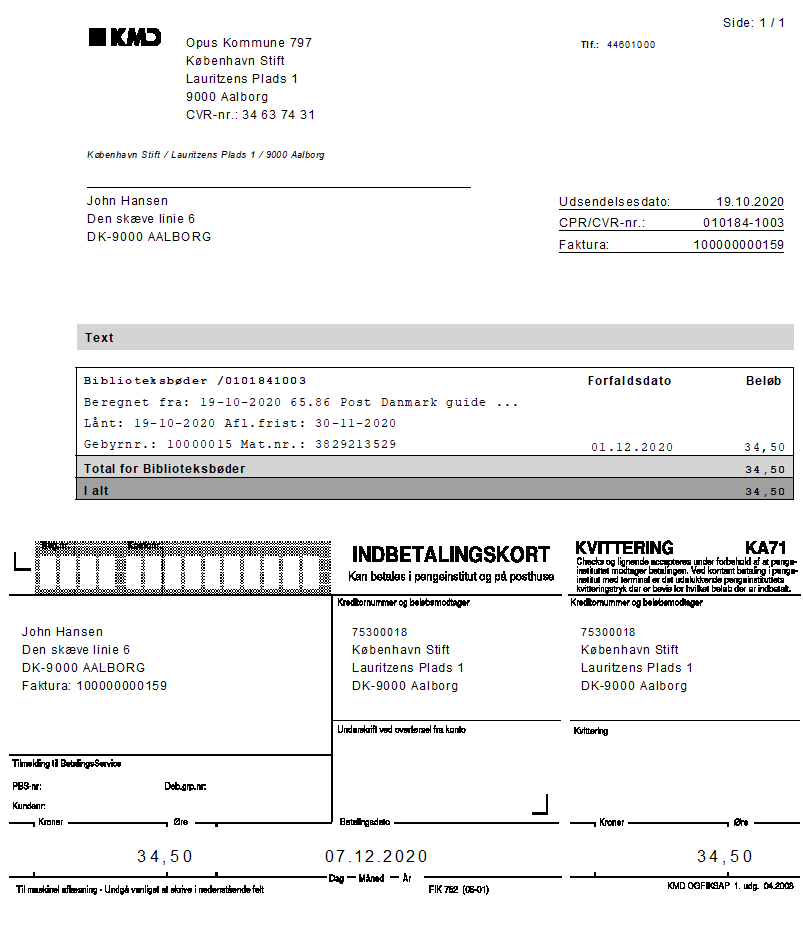 Side: 1 / 1
KMD
Opus Kommune 797
Tlf.: 44601000
København Stift
Lauritzens Plads 1
9000 Aalborg
CVR-nr.: 34 63 74 31
København Stift / Lauritzens Plads 1 / 9000 Aalborg
John Hansen
Den skæve linie 6
DK-9000 AALBORG
Udsendelsesdato: 19.10.2020
CPR/CVR-nr.: 010184-1003
Faktura: 100000000159
Text
Biblioteksbøder /0101841003 Forfaldsdato Beløb
Beregnet fra: 19-10-2020 65.86 Post Danmark guide ...
Lånt: 19-10-2020 Afl.frist: 30-11-2020
Gebyrnr.: 10000015 Mat.nr.: 3829213529 01.12.2020 34,50
Total for Biblioteksbøder 34,50
I alt 34,50
INDBETALINGSKORT
Kan betales i pengeinstitut og på posthuse
KVITTERING KA71
Checks og lignende accepteres under forbehold af at penge-
instituttet modtager betalingen. Ved kontant betaling i penge-
institut med terminal er det udelukkende pengeinstituttets
kvitteringstryk der er bevis for hvilket beløb der er indbetalt.
Kreditornummer og beløbsmodtager
Kreditornummer og beløbsmodtager
John Hansen
Den skæve linie 6
DK-9000 AALBORG
Faktura: 100000000159
75300018
København Stift
Lauritzens Plads 1
DK-9000 Aalborg
75300018
København Stift
Lauritzens Plads 1
DK-9000 Aalborg
Underskrift ved overførsel fra konto
Kvittering
Tilmelding til BetalingsService
PBS-nr: Deb.grp.nr:
Kundenr:
Kroner Øre Betalingsdato Kroner Øre
34,50 07.12.2020 34,50
Dag Måned År
Til maskinel aflæsning - Undgå venligst at skrive i nedenstående felt
FIK 752 (08-01)
KMD OGFIKSAP 1. udg. 04.2008